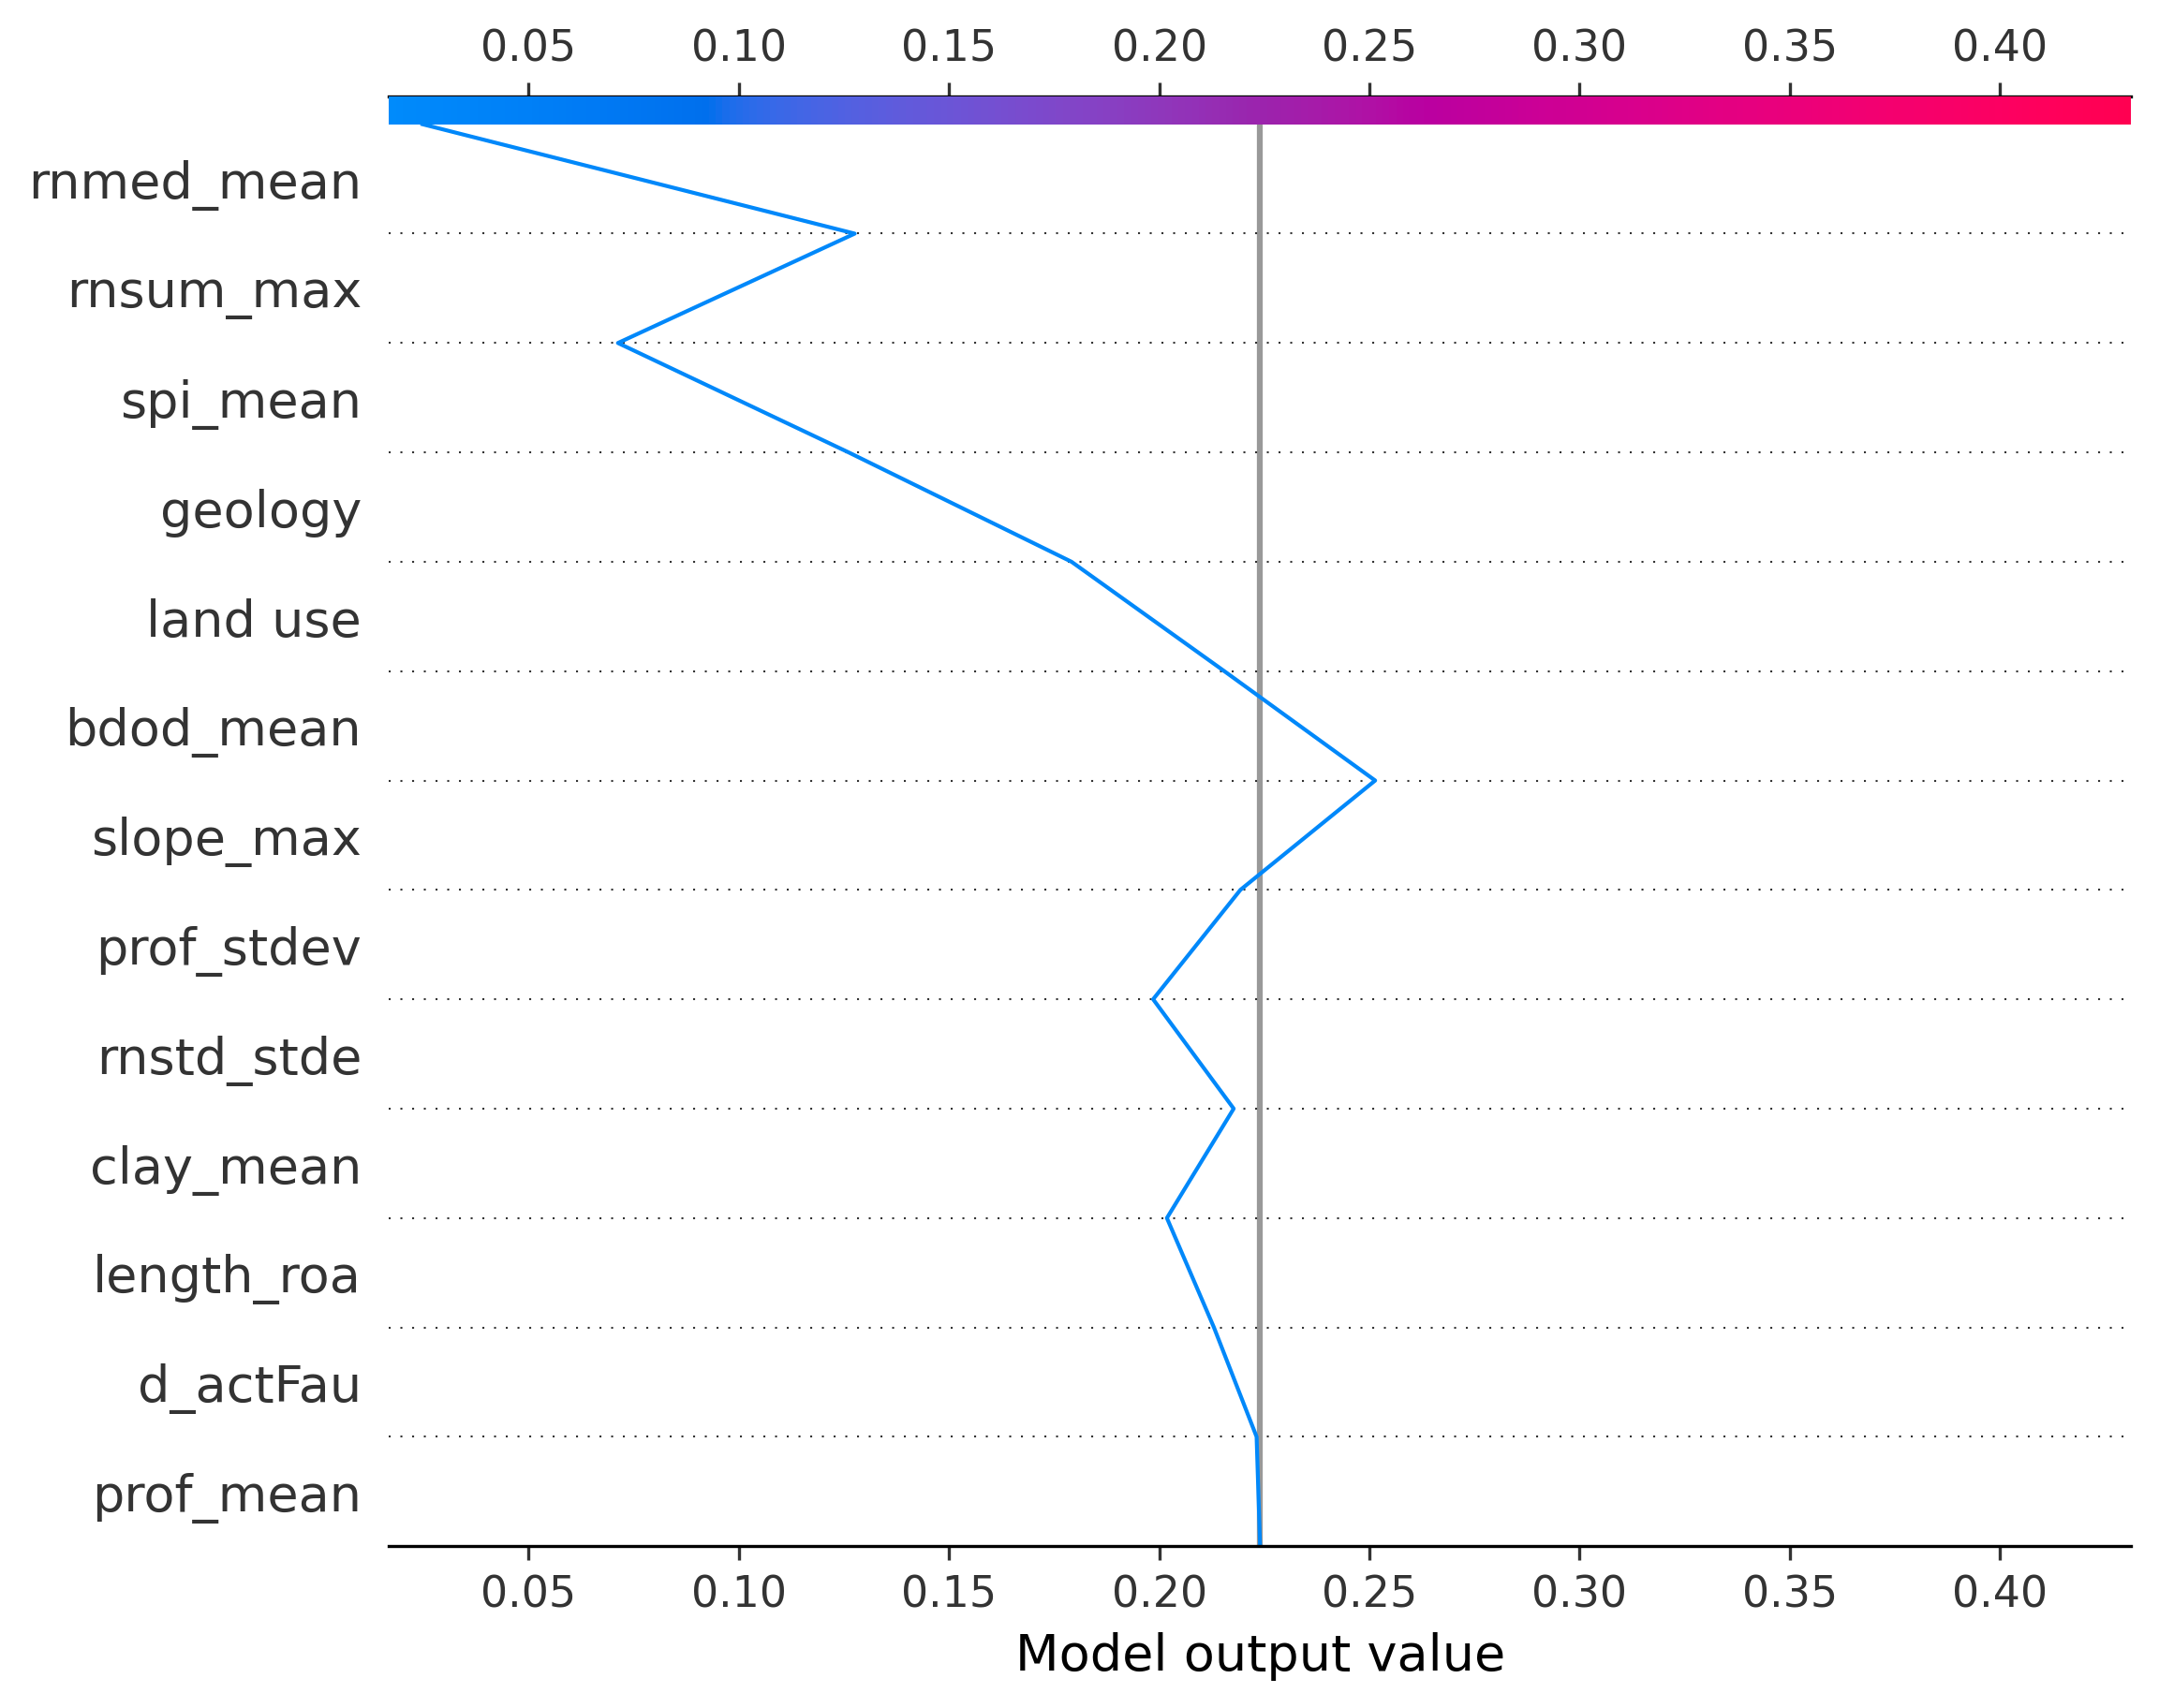 0.05 0.10 0.15 0.20 0.25 0.30 0.35 0.40
rnmed_mean
rnsum_max
spi_mean
geology
land use
bdod_mean
slope_max
prof_stdev
rnstd_stde
clay_mean
length_roa
d_actFau
prof_mean
0.05 0.10 0.15 0.20 0.25 0.30 0.35 0.40
Model output value